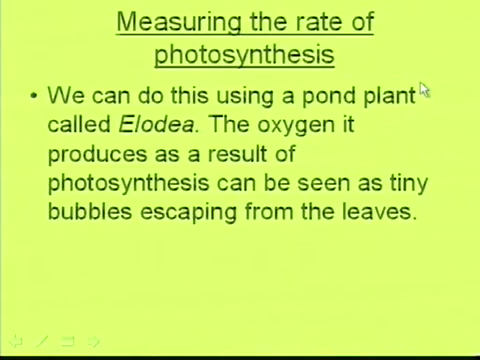 Measuring the rate of
photosynthesis
• We can do this using a pond plant
called Elodea. The oxygen it
produces as a result of
photosynthesis can be seen as tiny
bubbles escaping from the leaves.